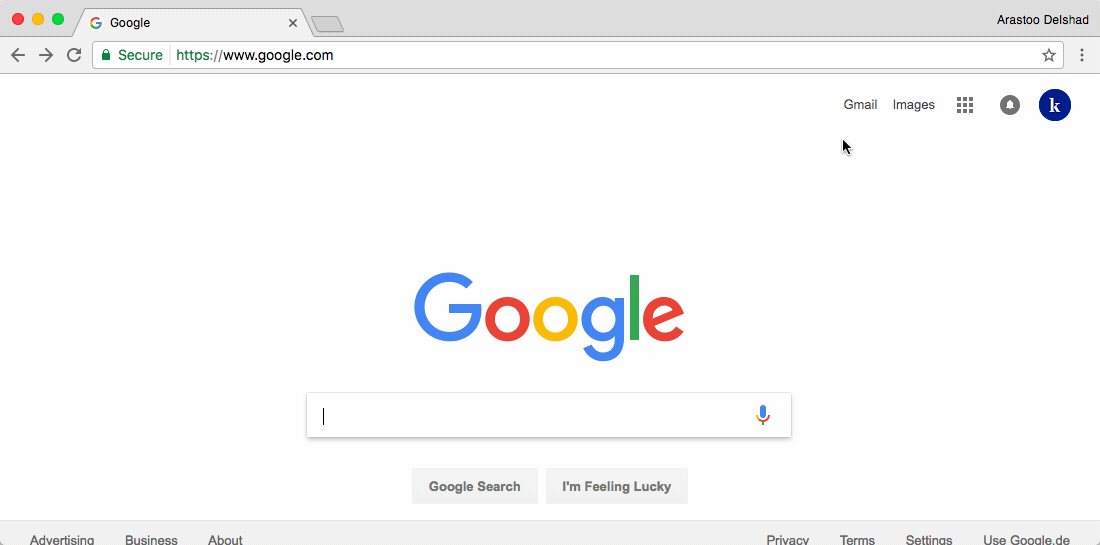 Google
Arastoo Delshad
Secure https://www.google.com
Gmail Images
k
Google
Google Search I'm Feeling Lucky
Advertising Business About Privacy Terms Settings Use Google.de